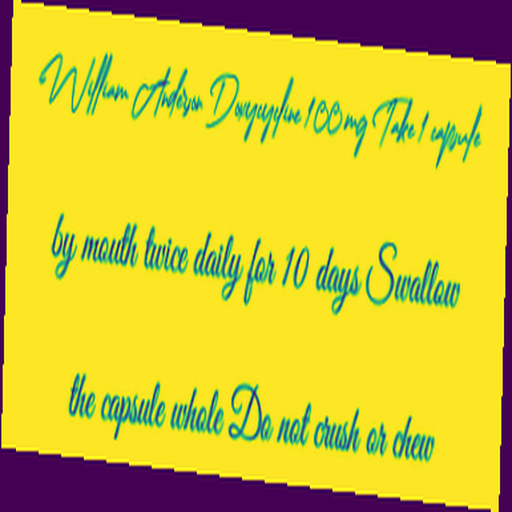 William Anderson Doxycycline 100 mg Take 1 capsule
by mouth twice daily for 10 days Swallow
the capsule whole Do not crush or chew